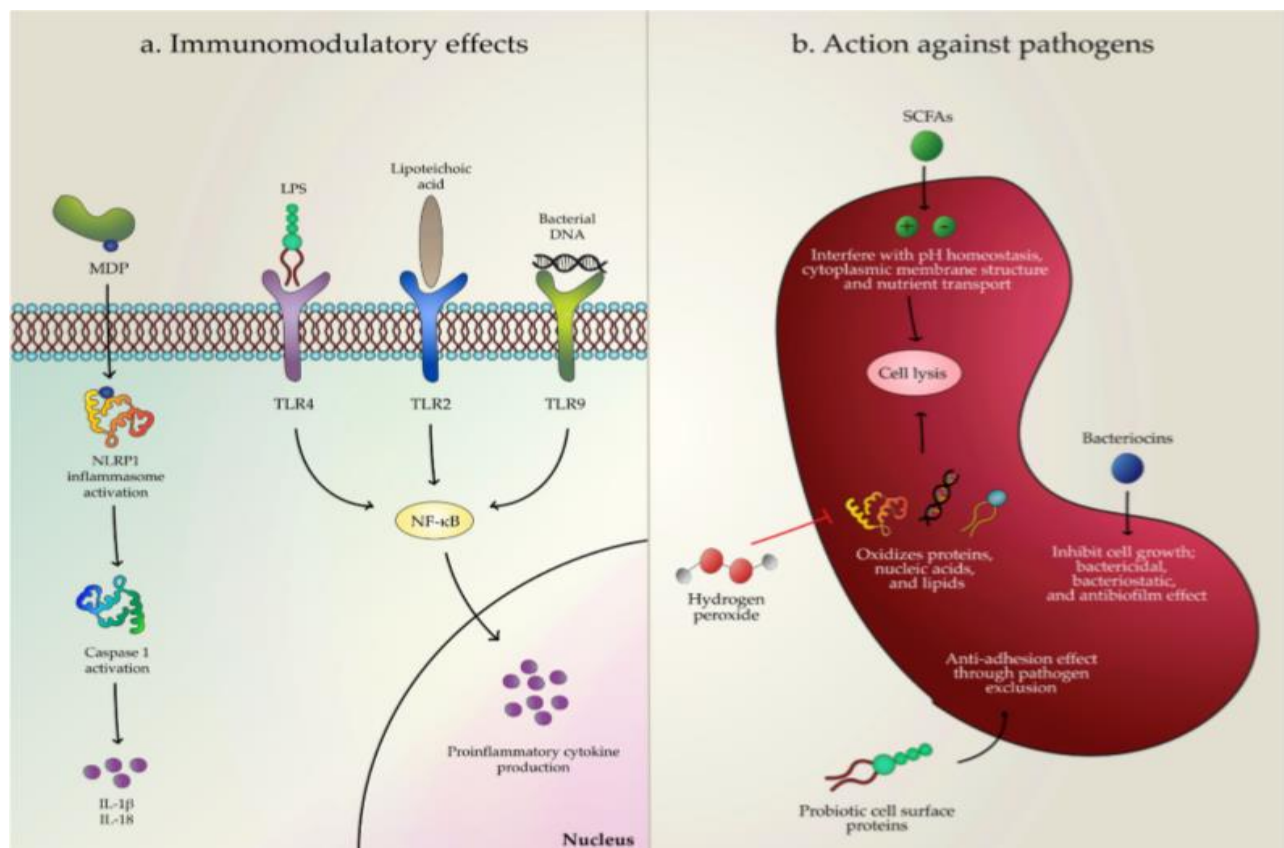 a. Immunomodulatory effects
MDP
LPS
Lipoteichoic
acid
Bacterial
DNA
TLR4
TLR2
TLR9
NLRP1
inflammasome
activation
NF-κB
Caspase 1
activation
IL-1β
IL-18
Proinflammatory cytokine
production
Nucleus
b. Action against pathogens
SCFAs
+ -
Interfere with pH homeostasis,
cytoplasmic membrane structure
and nutrient transport
Cell lysis
Bacteriocins
Oxidizes proteins,
nucleic acids,
and lipids
Hydrogen
peroxide
Inhibit cell growth;
bactericidal,
bacteriostatic,
and antibiofilm effect
Anti-adhesion effect
through pathogen
exclusion
Probiotic cell surface
proteins